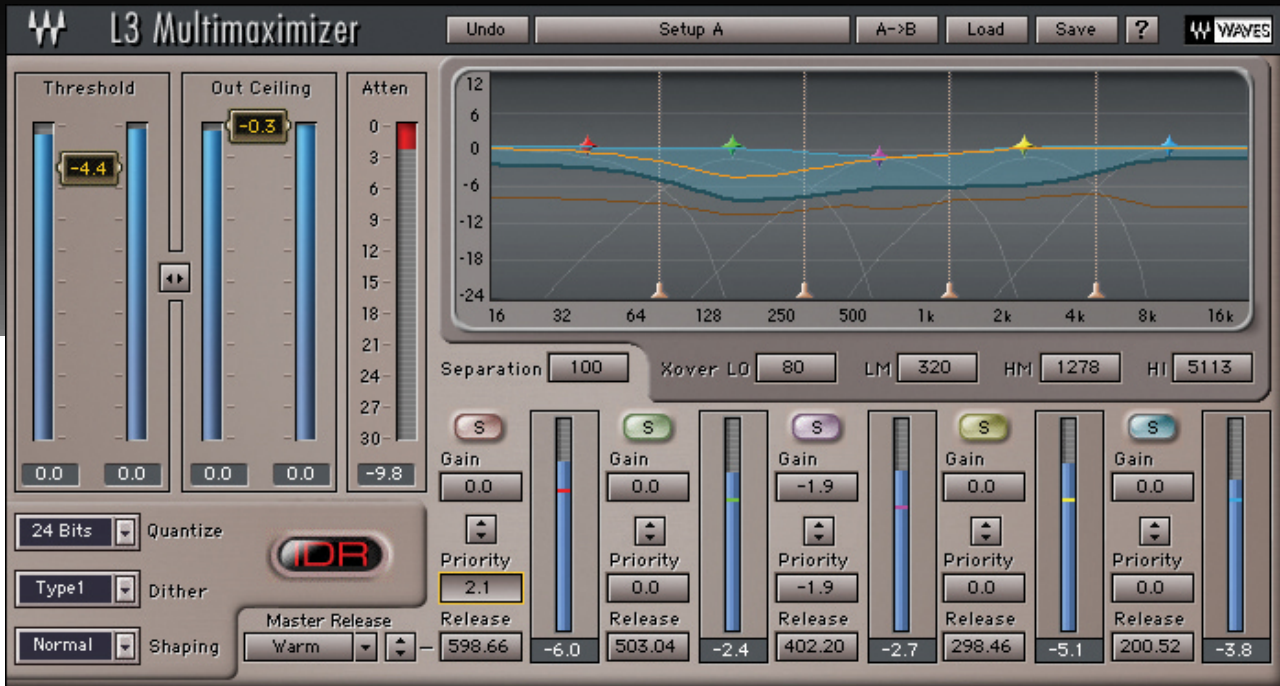 L3 Multimaximizer
Undo Setup A A->B Load Save ? WAVES
Threshold Out Ceiling Atten
-4.4 -0.3
0
3
6
9
12
15
18
21
24
27
30
0.0 0.0 0.0 0.0 -9.8
12
6
0
-6
-12
-18
-24
16 32 64 128 250 500 1k 2k 4k 8k 16k
Separation 100 Xover LO 80 LM 320 HM 1278 HI 5113
S S S S S
Gain Gain Gain Gain Gain
0.0 0.0 -1.9 0.0 0.0
Priority Priority Priority Priority Priority
2.1 0.0 -1.9 0.0 0.0
Release Release Release Release Release
598.66 -6.0 503.04 -2.4 402.20 -2.7 298.46 -5.1 200.52 -3.8
24 Bits Quantize
IDR
Type1 Dither
Normal Shaping
Master Release
Warm